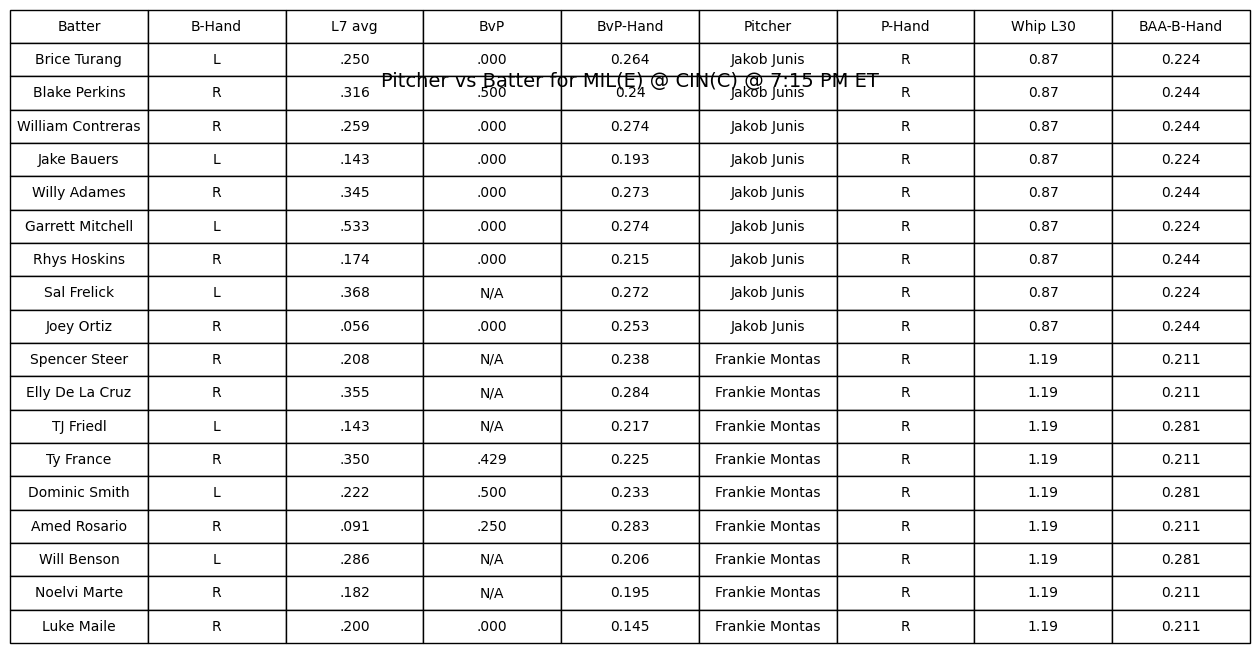 Batter B-Hand L7 avg BvP BvP-Hand Pitcher P-Hand Whip L30 BAA-B-Hand
Brice Turang L .250 .000 0.264 Jakob Junis R 0.87 0.224
Pitcher vs Batter for MIL(E) @ CIN(C) @ 7:15 PM ET
Blake Perkins R .316 .500 0.24 Jakob Junis R 0.87 0.244
William Contreras R .259 .000 0.274 Jakob Junis R 0.87 0.244
Jake Bauers L .143 .000 0.193 Jakob Junis R 0.87 0.224
Willy Adames R .345 .000 0.273 Jakob Junis R 0.87 0.244
Garrett Mitchell L .533 .000 0.274 Jakob Junis R 0.87 0.224
Rhys Hoskins R .174 .000 0.215 Jakob Junis R 0.87 0.244
Sal Frelick L .368 N/A 0.272 Jakob Junis R 0.87 0.224
Joey Ortiz R .056 .000 0.253 Jakob Junis R 0.87 0.244
Spencer Steer R .208 N/A 0.238 Frankie Montas R 1.19 0.211
Elly De La Cruz R .355 N/A 0.284 Frankie Montas R 1.19 0.211
TJ Friedl L .143 N/A 0.217 Frankie Montas R 1.19 0.281
Ty France R .350 .429 0.225 Frankie Montas R 1.19 0.211
Dominic Smith L .222 .500 0.233 Frankie Montas R 1.19 0.281
Amed Rosario R .091 .250 0.283 Frankie Montas R 1.19 0.211
Will Benson L .286 N/A 0.206 Frankie Montas R 1.19 0.281
Noelvi Marte R .182 N/A 0.195 Frankie Montas R 1.19 0.211
Luke Maile R .200 .000 0.145 Frankie Montas R 1.19 0.211